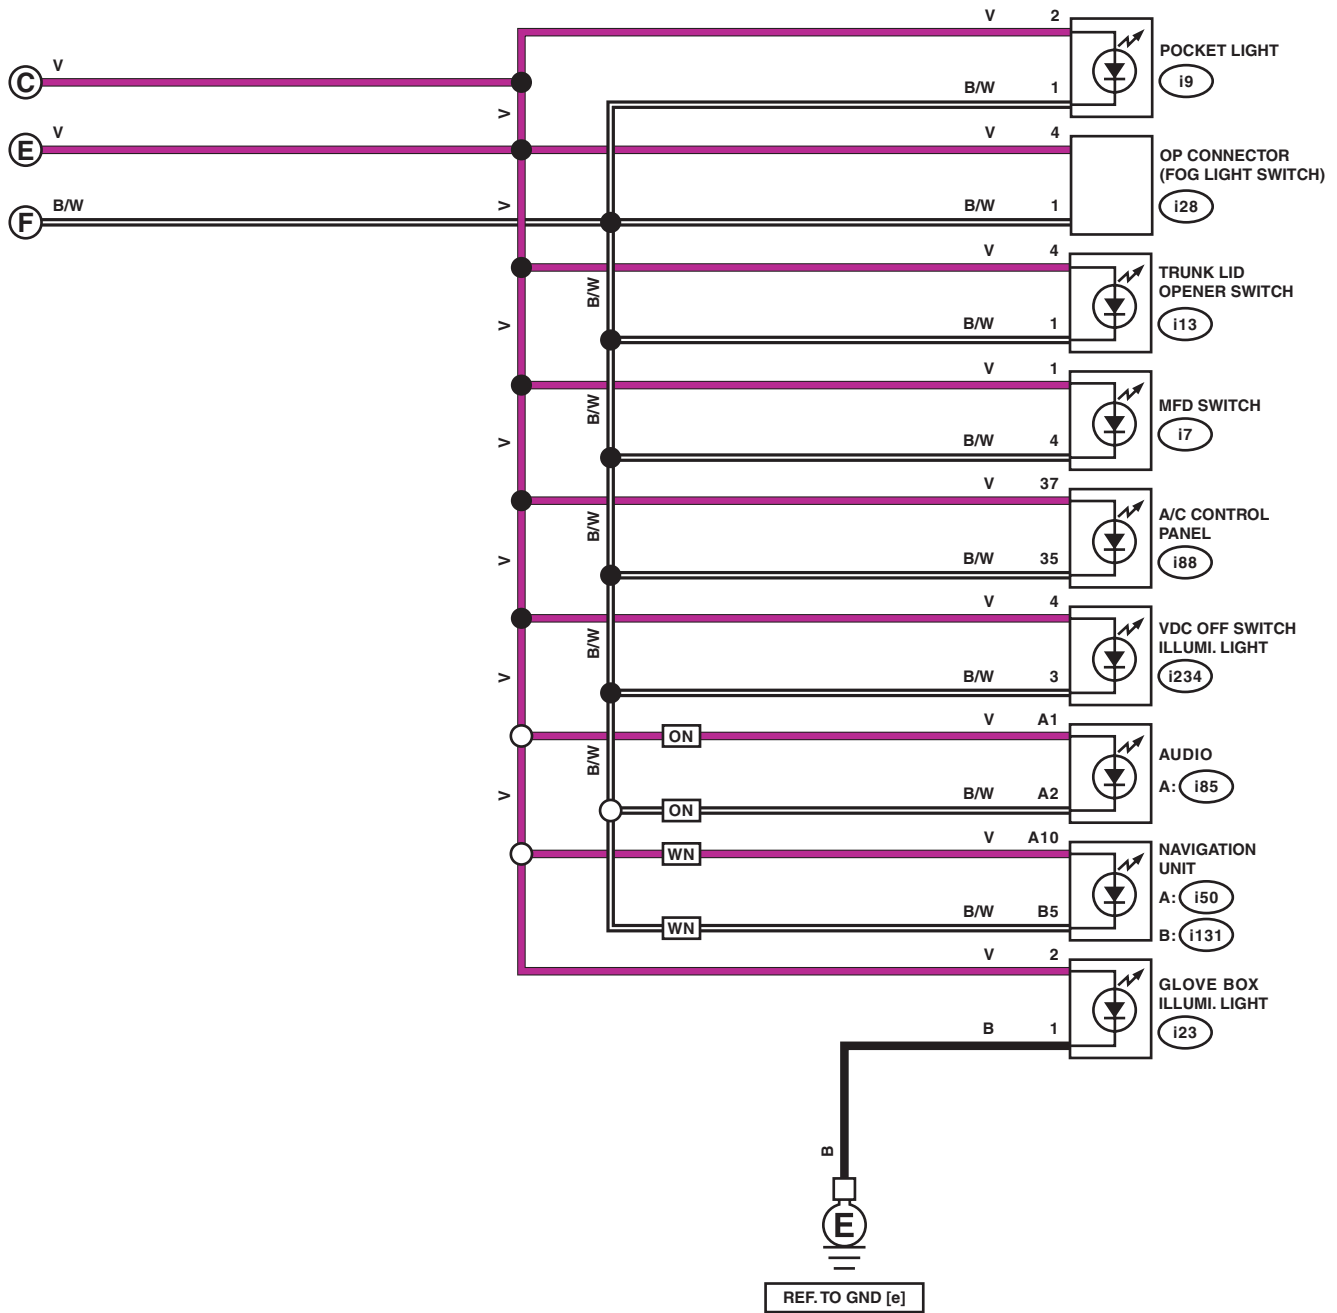 V 2
POCKET LIGHT
i9
C V
B/W 1
V
E V
V 4
OP CONNECTOR
(FOG LIGHT SWITCH)
i28
F B/W
V
B/W 1
V 4
TRUNK LID
OPENER SWITCH
i13
B/W
V
B/W 1
V 1
MFD SWITCH
i7
B/W
V
B/W 4
V 37
A/C CONTROL
PANEL
i88
B/W
V
B/W 35
V 4
VDC OFF SWITCH
ILLUMI. LIGHT
i234
B/W
V
B/W 3
ON V A1
AUDIO
A: i85
B/W
V
ON B/W A2
WN V A10
NAVIGATION
UNIT
A: i50
B: i131
WN B/W B5
V 2
GLOVE BOX
ILLUMI. LIGHT
i23
B 1
B
E
REF. TO GND [e]